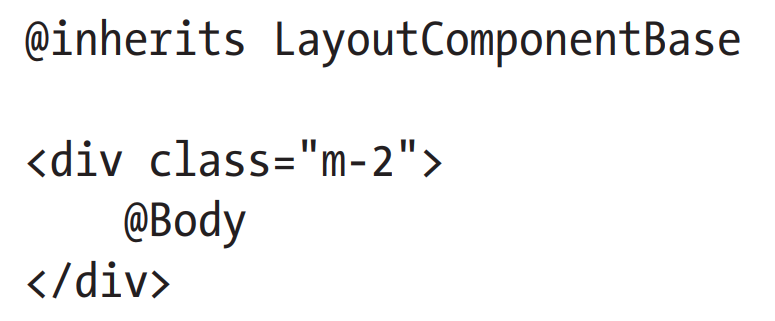 @inherits LayoutComponentBase
<div class="m-2">
    @Body
</div>